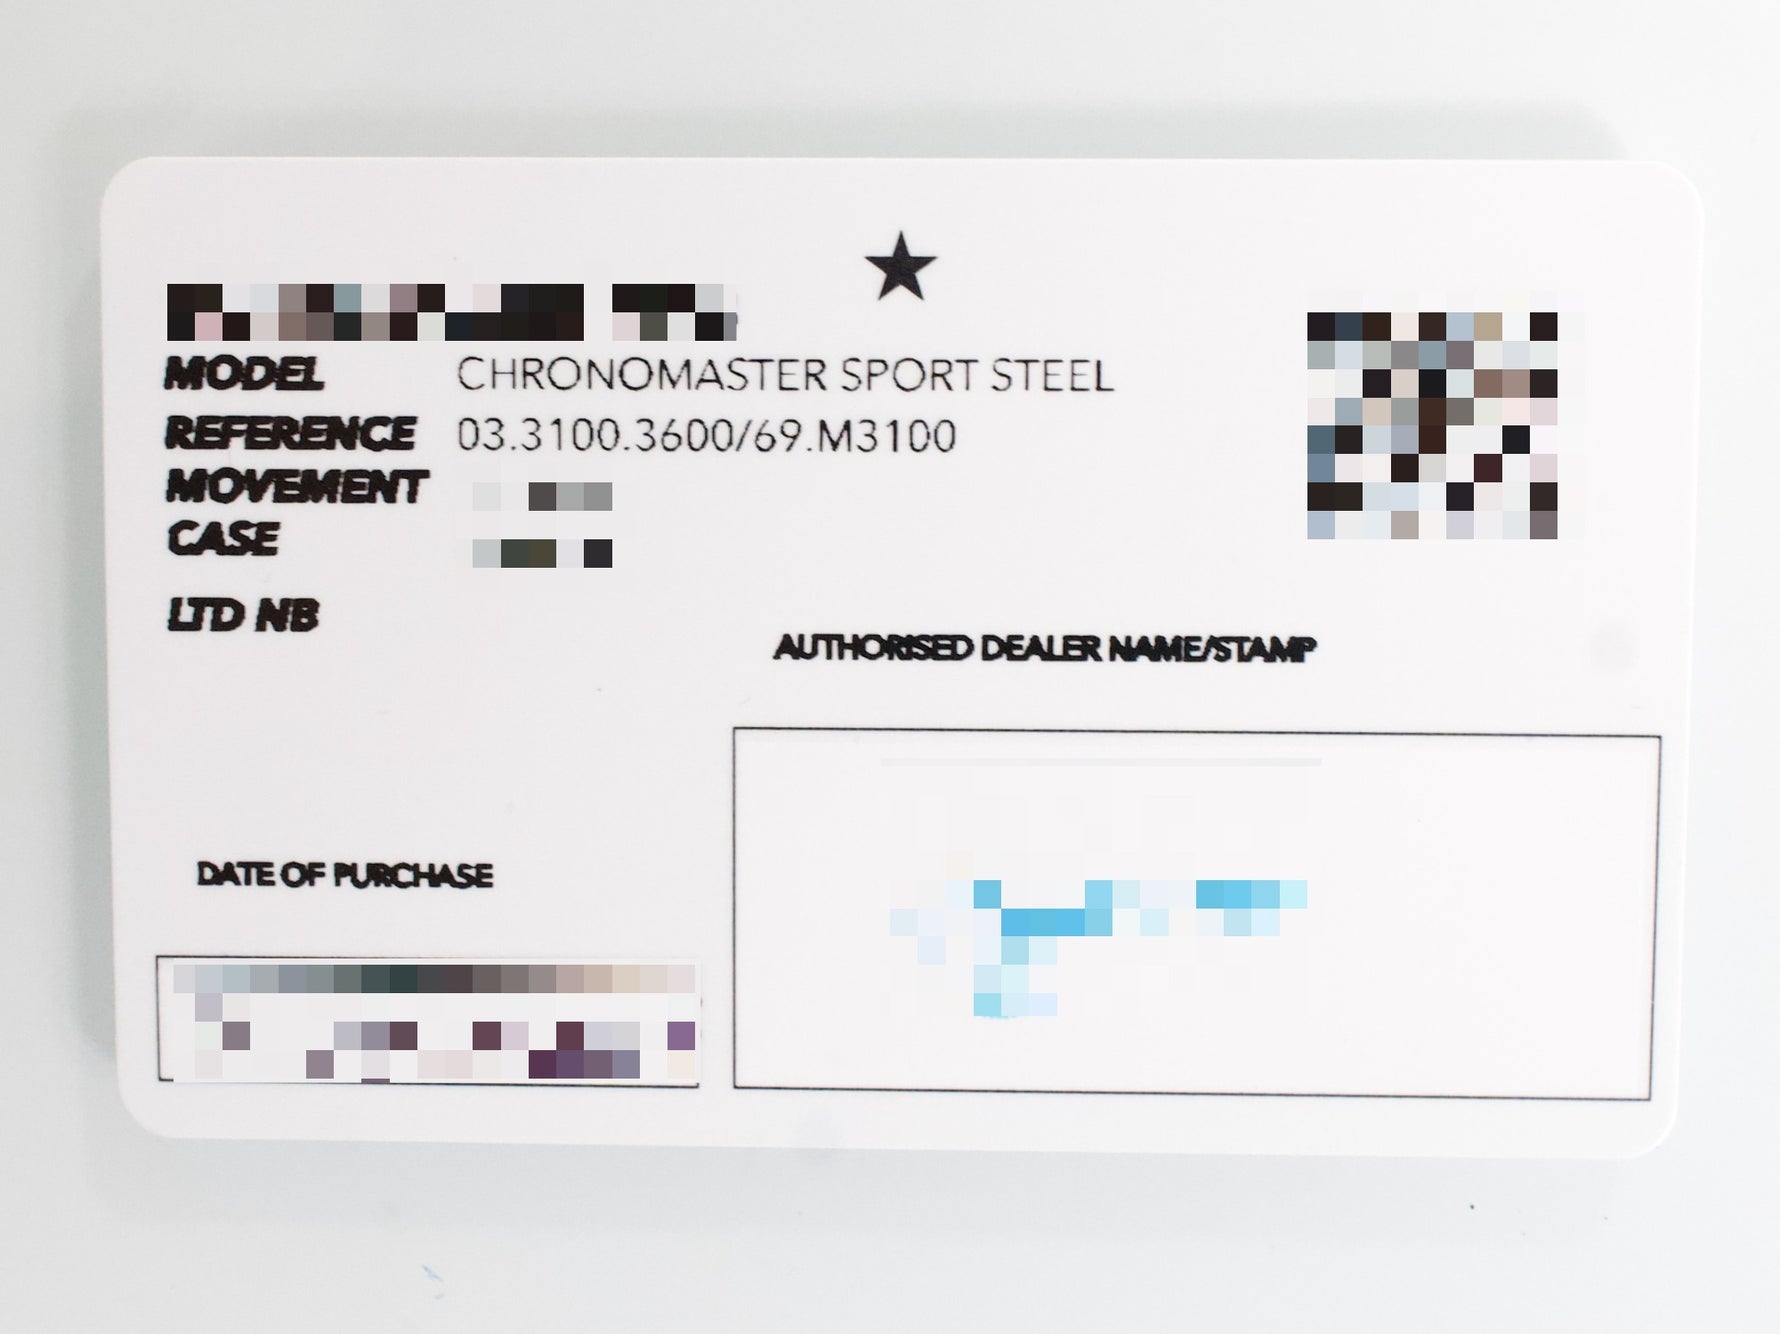 MODEL CHRONOMASTER SPORT STEEL
REFERENCE 03.3100.3600/69.M3100
MOVEMENT
CASE
LTD NB
AUTHORISED DEALER NAME/STAMP
DATE OF PURCHASE